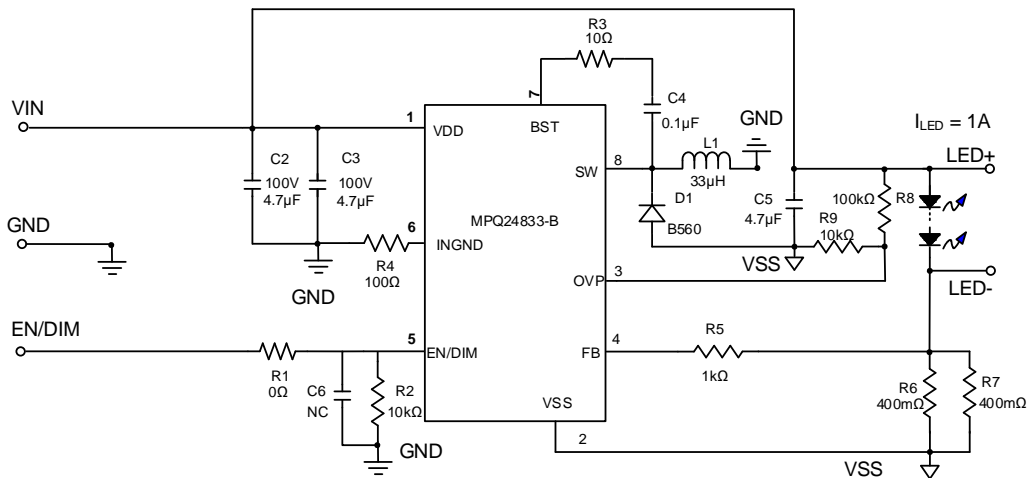 R3
10Ω
7
C4
0.1µF
GND
VIN
1
VDD
BST
I_LED = 1A
LED+
C2
100V
4.7µF
C3
100V
4.7µF
SW
8
L1
33µH
D1
B560
C5
4.7µF
100kΩ
R8
R9
10kΩ
MPQ24833-B
GND
6
INGND
R4
100Ω
GND
VSS
OVP
3
LED-
EN/DIM
5
EN/DIM
FB
4
R5
1kΩ
R1
0Ω
C6
NC
R2
10kΩ
R6
400mΩ
R7
400mΩ
VSS
2
GND
VSS